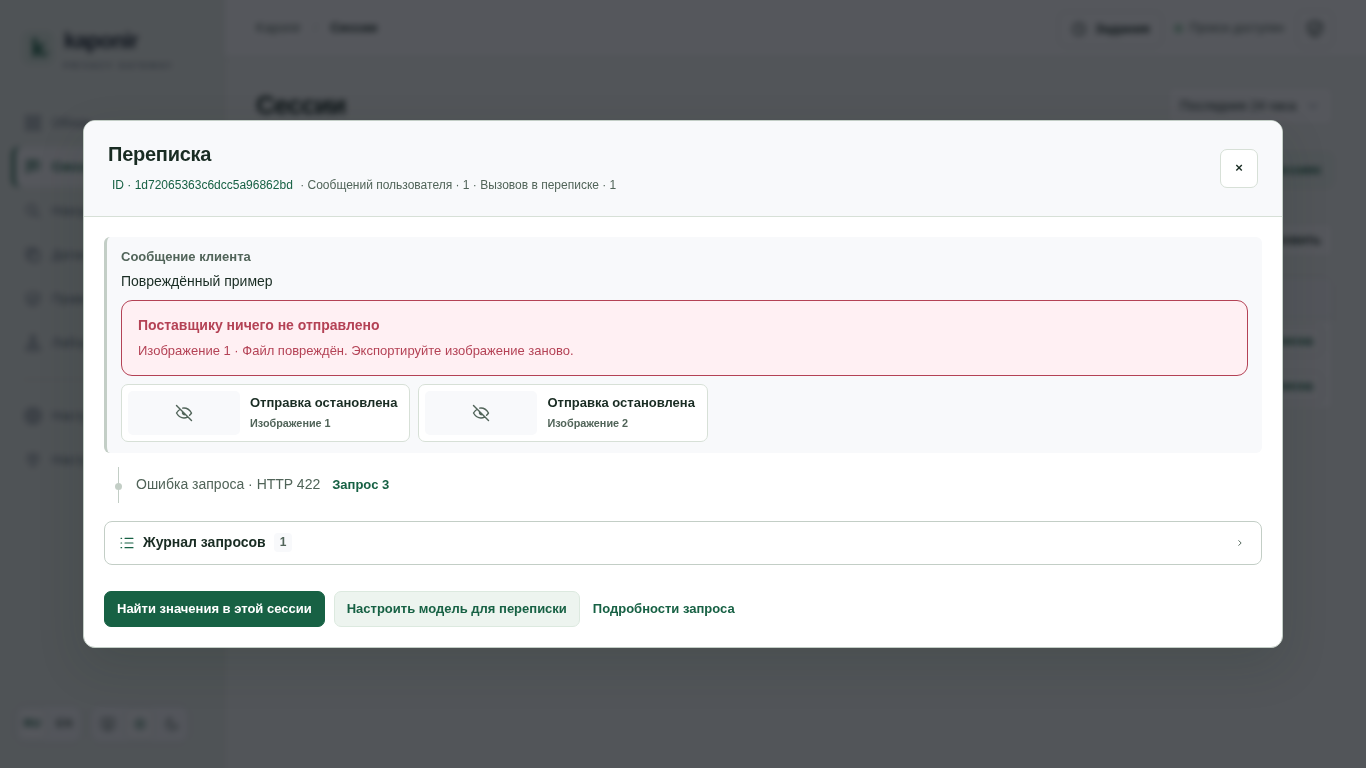 kaponir
Сессии
Сессии
Переписка
ID · 1d72065363c6dcc5a96862bd · Сообщений пользователя · 1 · Вызовов в переписке · 1
×
Сообщение клиента
Повреждённый пример
Поставщику ничего не отправлено
Изображение 1 · Файл повреждён. Экспортируйте изображение заново.
Отправка остановлена
Изображение 1
Отправка остановлена
Изображение 2
Ошибка запроса · HTTP 422 Запрос 3
Журнал запросов 1
Найти значения в этой сессии
Настроить модель для переписки
Подробности запроса